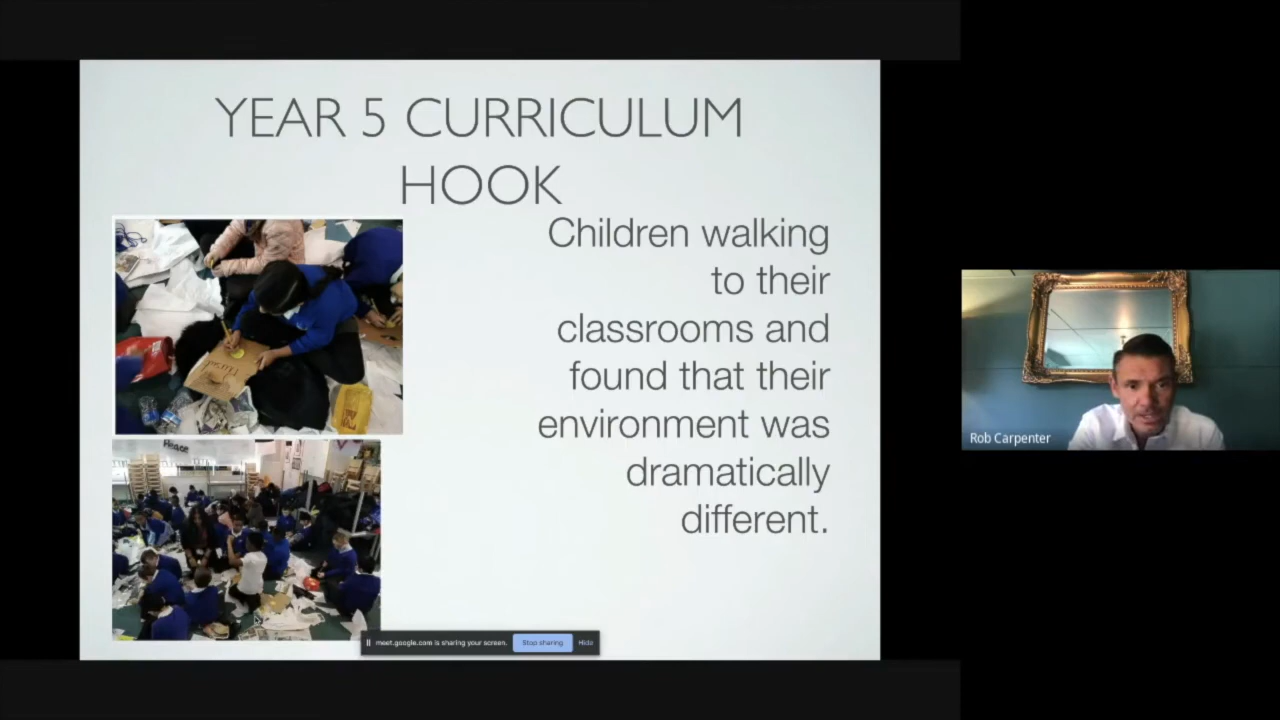 YEAR 5 CURRICULUM
HOOK
Children walking
to their
classrooms and
found that their
environment was
dramatically
different.
Peace
meet.google.com is sharing your screen.
Stop sharing
Hide
Rob Carpenter